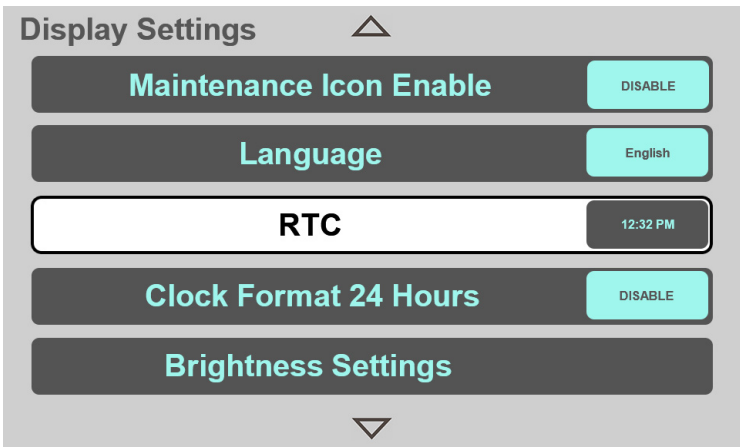 Display Settings
Maintenance Icon Enable DISABLE
Language English
RTC 12:32 PM
Clock Format 24 Hours DISABLE
Brightness Settings